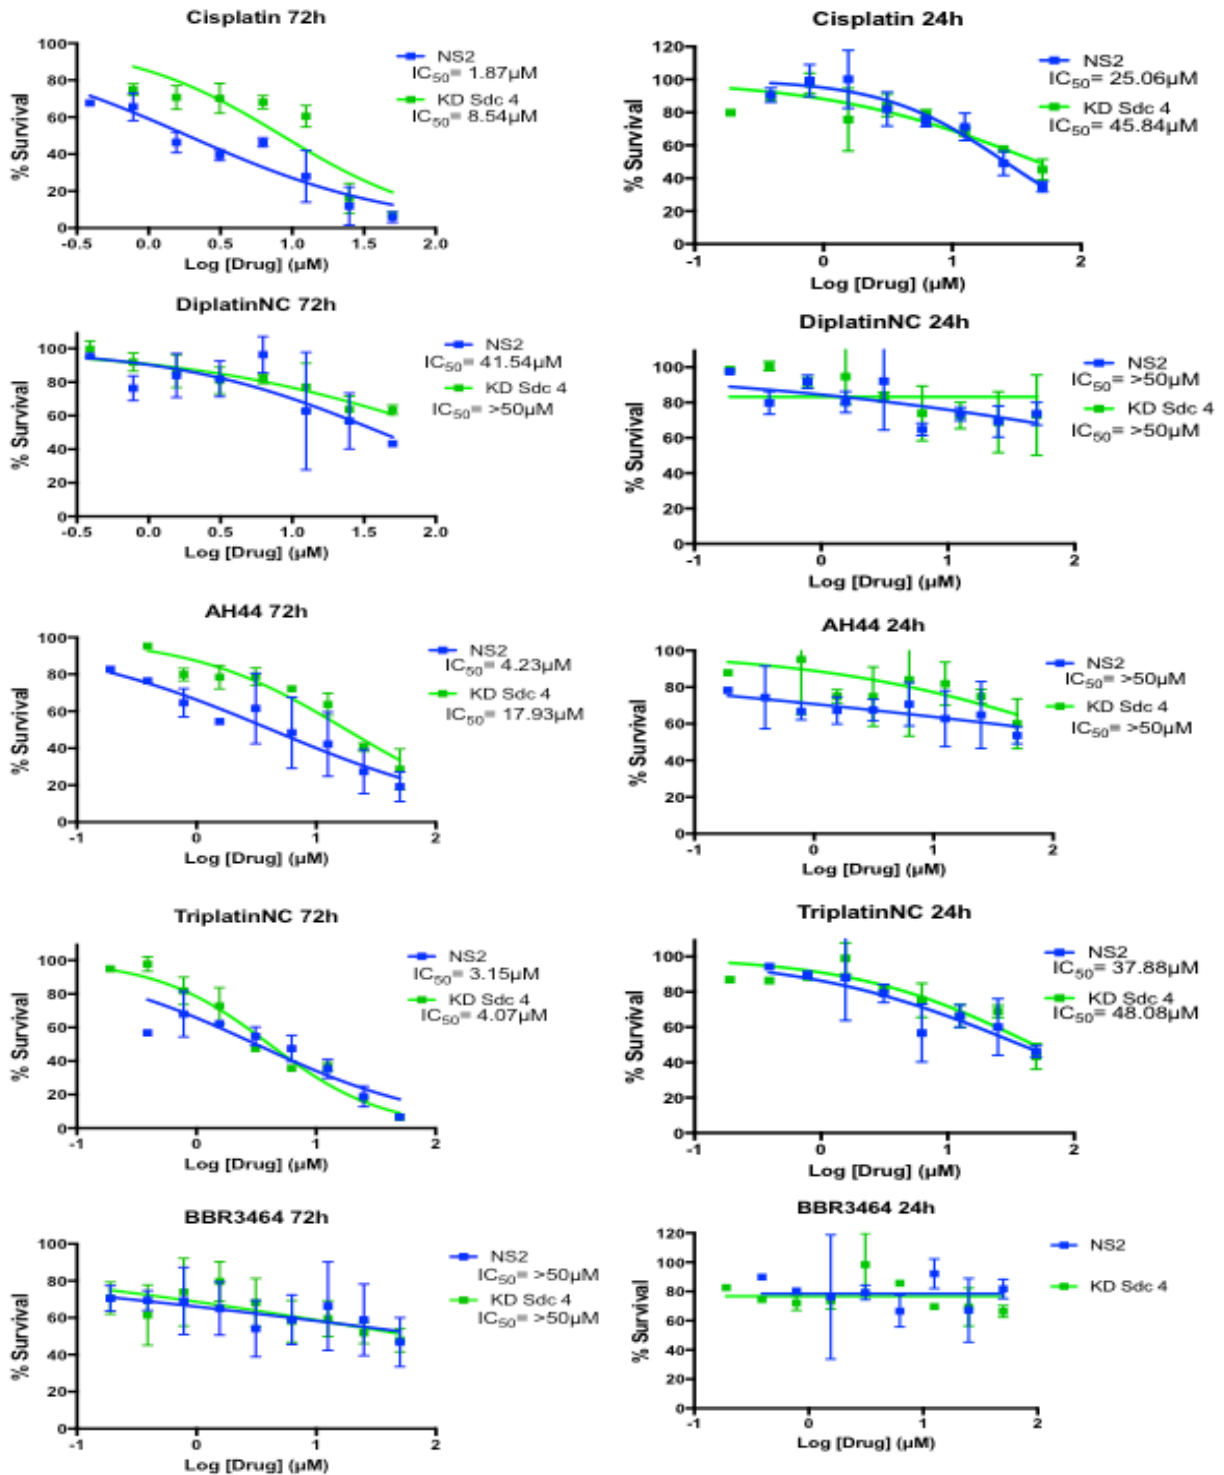 Cisplatin 72h
% Survival
100
80
60
40
20
0
-0.5
0.0
0.5
1.0
1.5
2.0
Log [Drug] (µM)
NS2
IC50= 1.87µM
KD Sdc 4
IC50= 8.54µM
Cisplatin 24h
% Survival
120
100
80
60
40
20
0
-1
0
1
2
Log [Drug] (µM)
NS2
IC50= 25.06µM
KD Sdc 4
IC50= 45.84µM
DiplatinNC 72h
% Survival
100
80
60
40
20
0
-0.5
0.0
0.5
1.0
1.5
2.0
Log [Drug] (µM)
NS2
IC50= 41.54µM
KD Sdc 4
IC50= >50µM
DiplatinNC 24h
% Survival
100
80
60
40
20
0
-1
0
1
2
Log [Drug] (µM)
NS2
IC50= >50µM
KD Sdc 4
IC50= >50µM
AH44 72h
% Survival
100
80
60
40
20
0
-1
0
1
2
Log [Drug] (µM)
NS2
IC50= 4.23µM
KD Sdc 4
IC50= 17.93µM
AH44 24h
% Survival
100
80
60
40
20
0
-1
0
1
2
Log [Drug] (µM)
NS2
IC50= >50µM
KD Sdc 4
IC50= >50µM
TriplatinNC 72h
% Survival
100
80
60
40
20
0
-1
0
1
2
Log [Drug] (µM)
NS2
IC50= 3.15µM
KD Sdc 4
IC50= 4.07µM
TriplatinNC 24h
% Survival
100
80
60
40
20
0
-1
0
1
2
Log [Drug] (µM)
NS2
IC50= 37.88µM
KD Sdc 4
IC50= 48.08µM
BBR3464 72h
% Survival
100
80
60
40
20
0
-1
0
1
2
Log [Drug] (µM)
NS2
IC50= >50µM
KD Sdc 4
IC50= >50µM
BBR3464 24h
% Survival
120
100
80
60
40
20
0
-1
0
1
2
Log [Drug] (µM)
NS2
KD Sdc 4